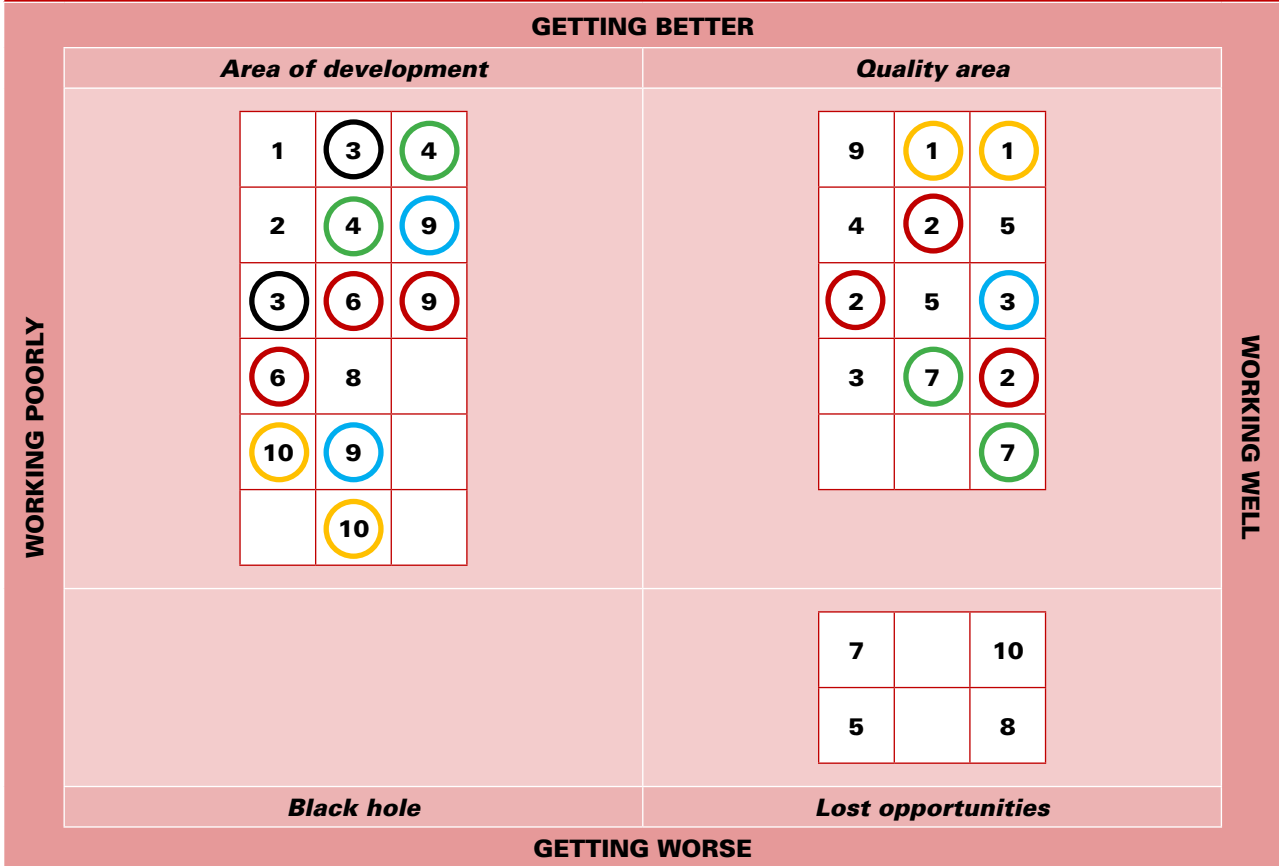 GETTING BETTER
Area of development
Quality area
WORKING POORLY
1 3 4
2 4 9
3 6 9
6 8
10 9
10
9 1 1
4 2 5
2 5 3
3 7 2
7
WORKING WELL
7 10
5 8
Black hole
Lost opportunities
GETTING WORSE